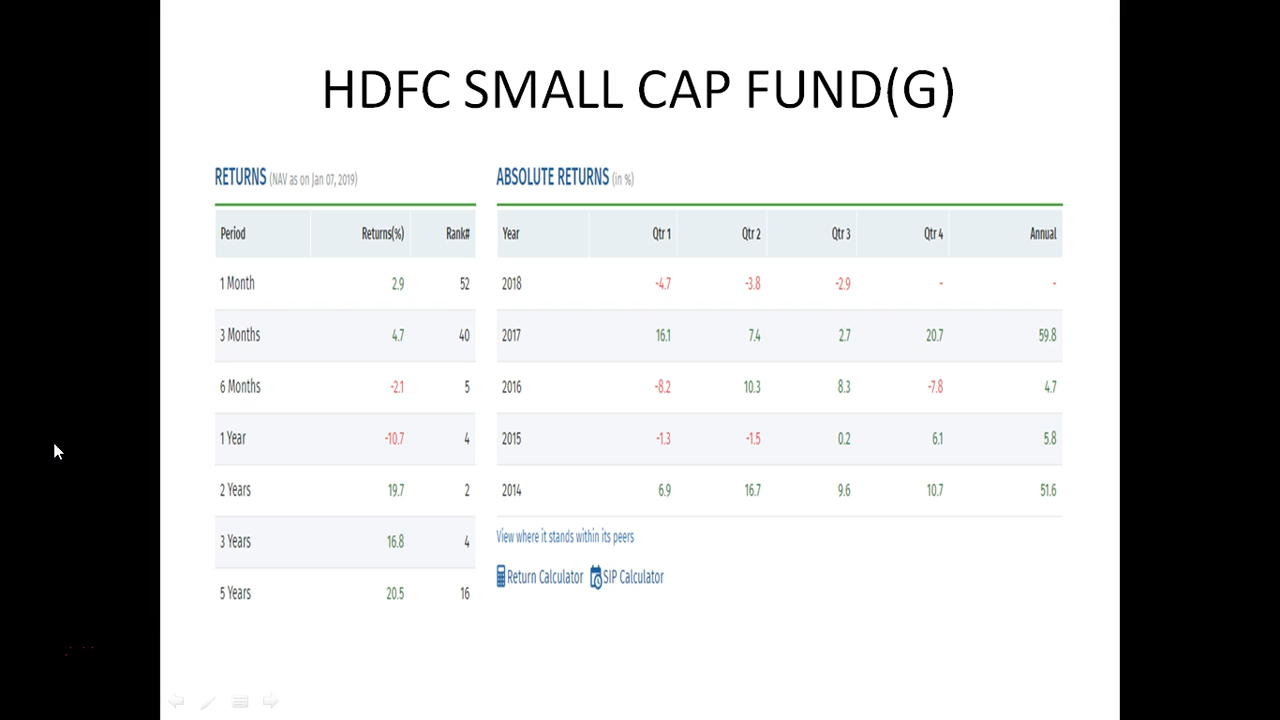 HDFC SMALL CAP FUND(G)
RETURNS (NAV as on Jan 07, 2019)
Period Returns(%) Rank#
1 Month 2.9 52
3 Months 4.7 40
6 Months -2.1 5
1 Year -10.7 4
2 Years 19.7 2
3 Years 16.8 4
5 Years 20.5 16
ABSOLUTE RETURNS (in %)
Year Qtr 1 Qtr 2 Qtr 3 Qtr 4 Annual
2018 -4.7 -3.8 -2.9 - -
2017 16.1 7.4 2.7 20.7 59.8
2016 -8.2 10.3 8.3 -7.8 4.7
2015 -1.3 -1.5 0.2 6.1 5.8
2014 6.9 16.7 9.6 10.7 51.6
View where it stands within its peers
Return Calculator SIP Calculator